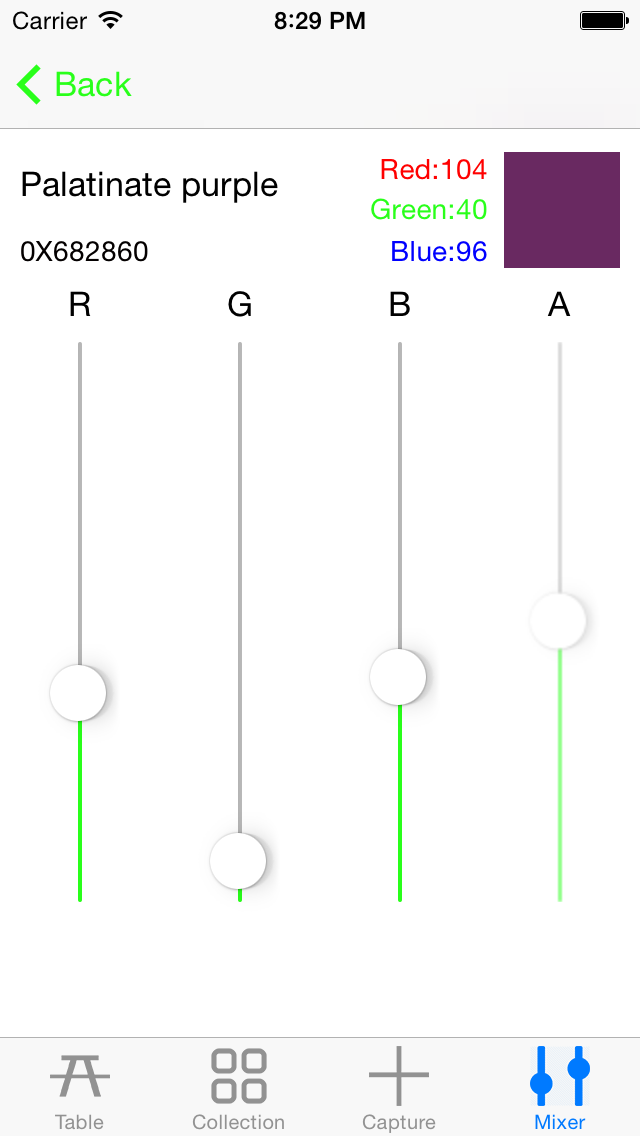 Carrier 8:29 PM
Back
Palatinate purple
Red:104
Green:40
0X682860
Blue:96
R G B A
Table Collection Capture Mixer